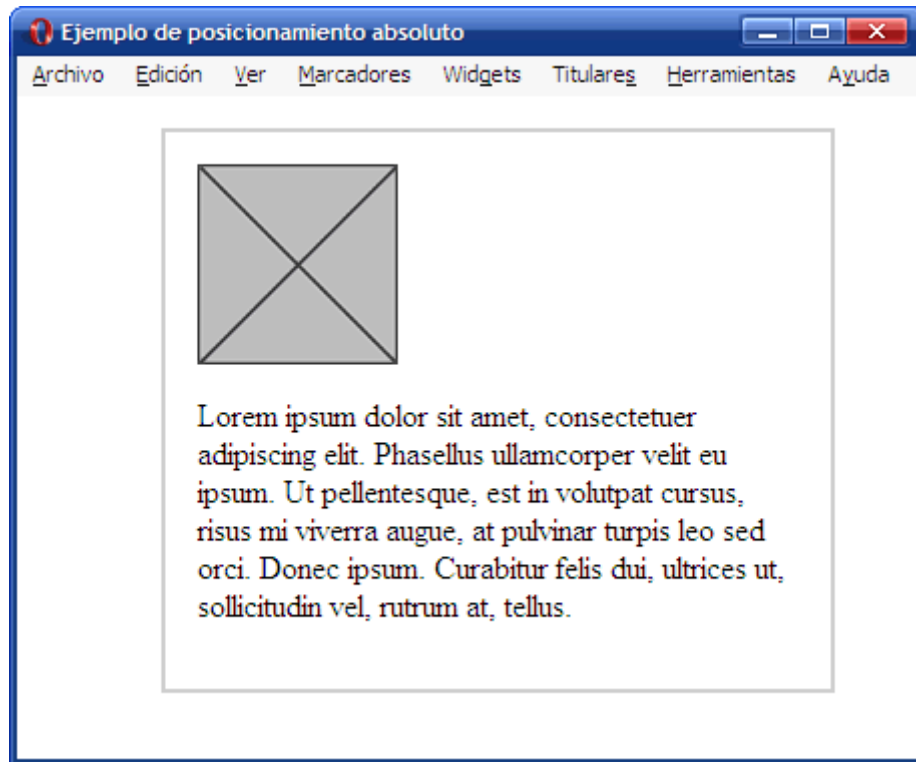 Ejemplo de posicionamiento absoluto
Archivo Edición Ver Marcadores Widgets Titulares Herramientas Ayuda
Lorem ipsum dolor sit amet, consectetuer
adipiscing elit. Phasellus ullamcorper velit eu
ipsum. Ut pellentesque, est in volutpat cursus,
risus mi viverra augue, at pulvinar turpis leo sed
orci. Donec ipsum. Curabitur felis dui, ultrices ut,
sollicitudin vel, rutrum at, tellus.